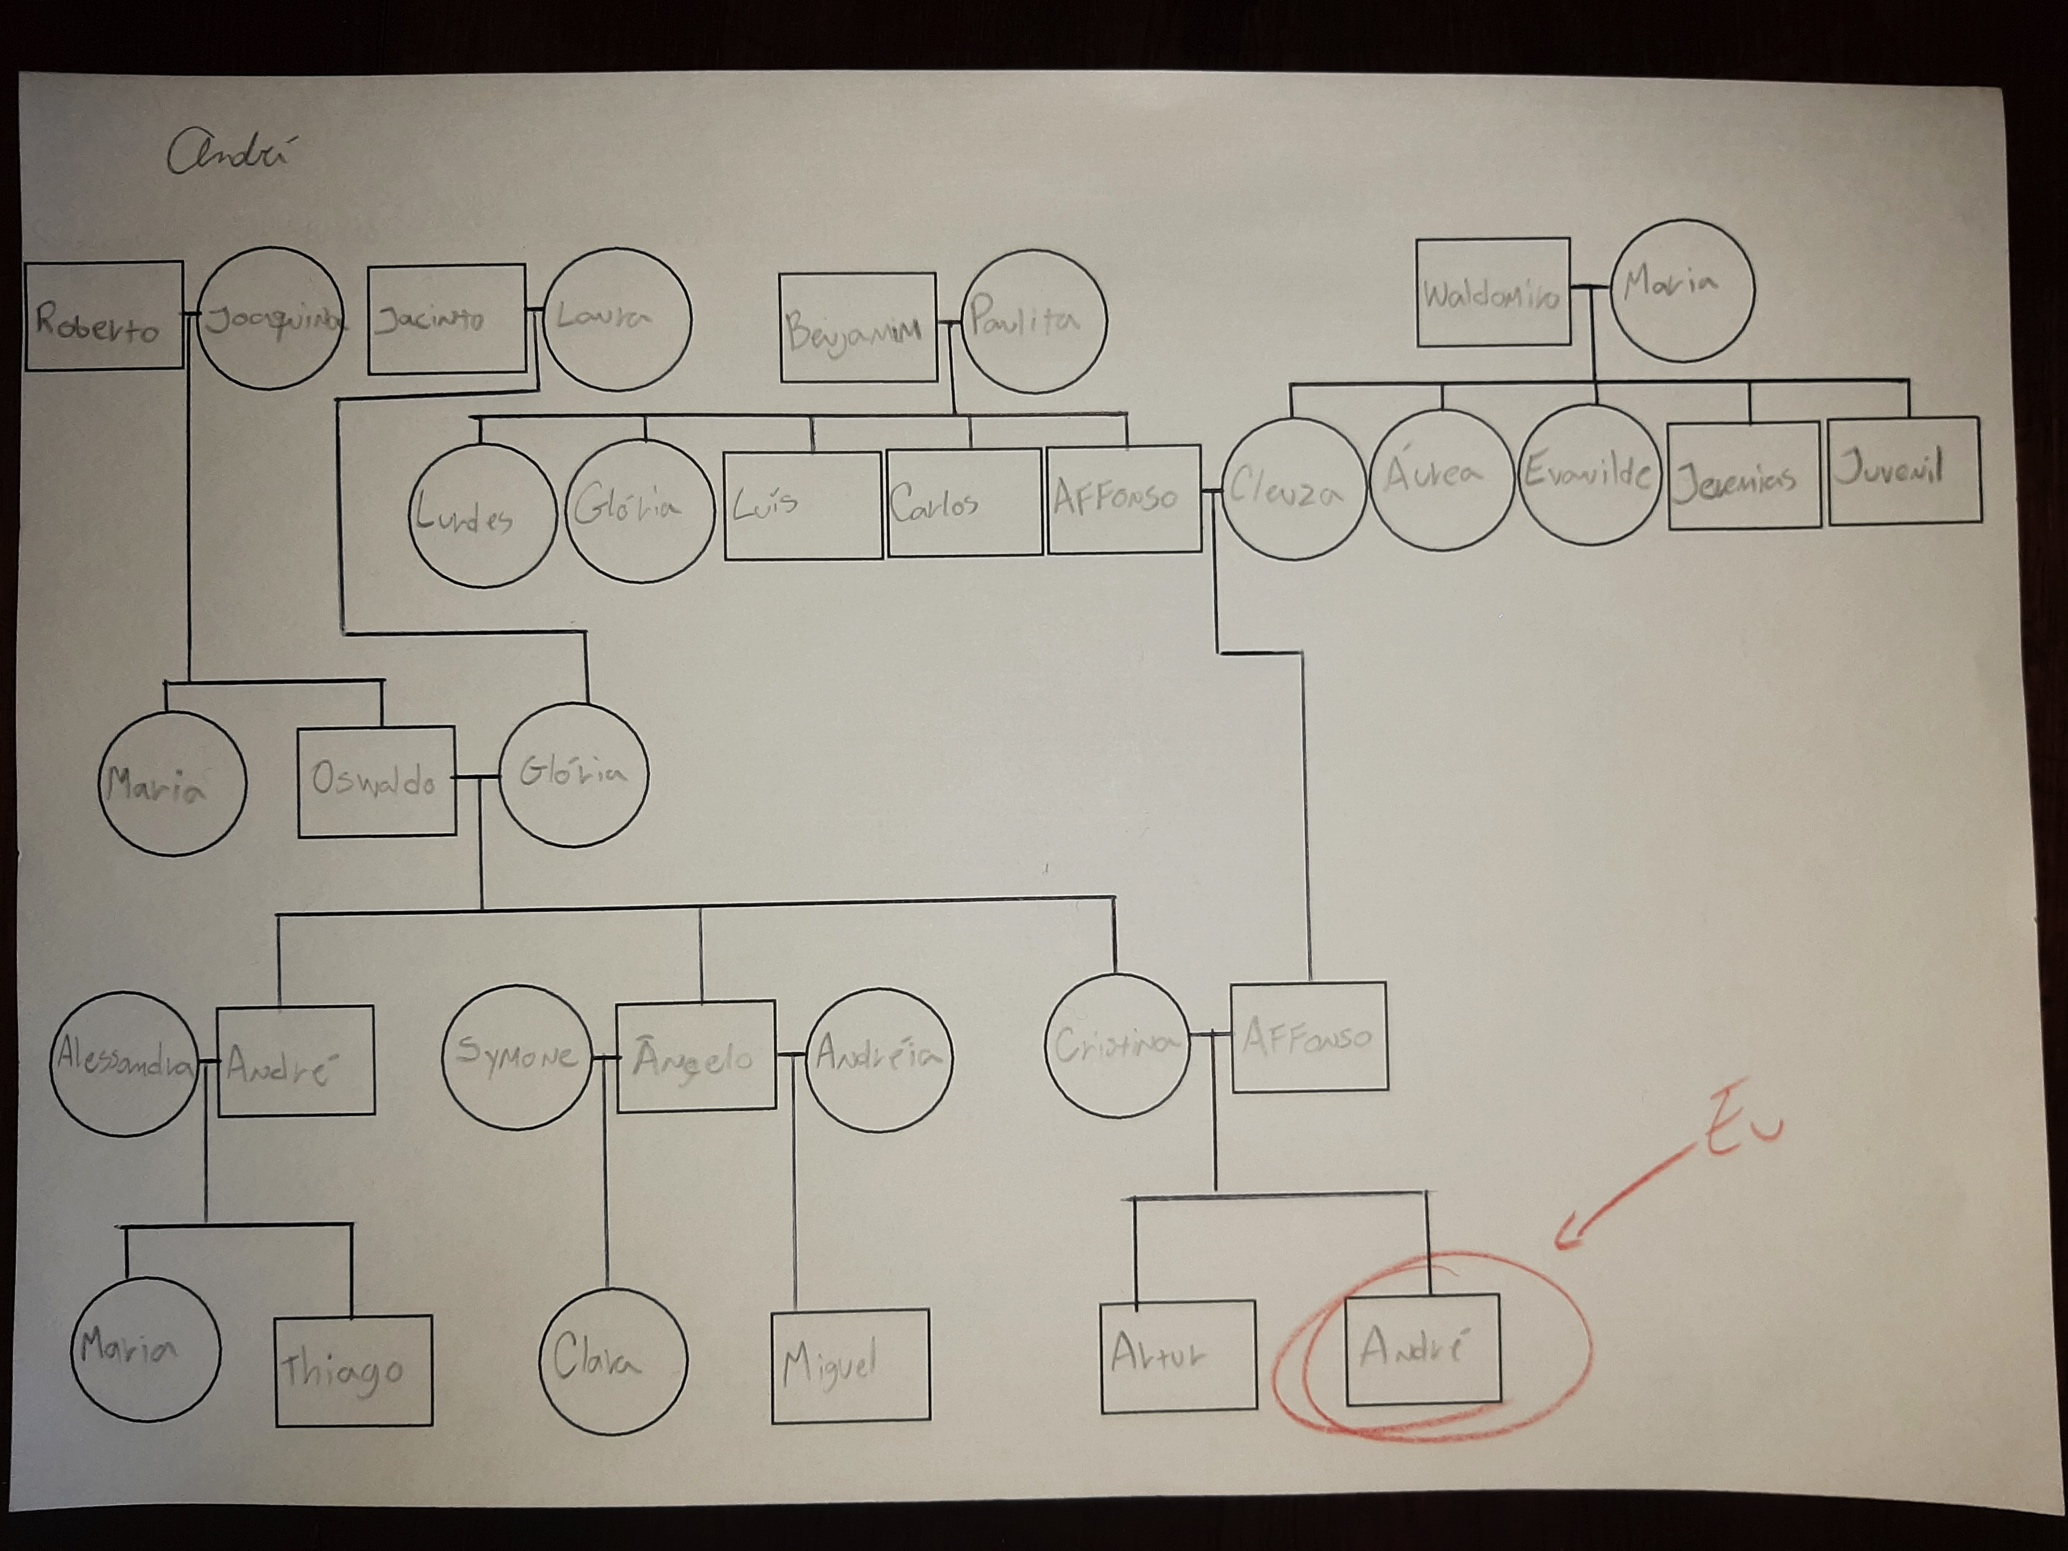 André
Roberto
Joaquina
Jacinto
Laura
Benjamim
Paulita
Waldomiro
Maria
Lurdes
Glória
Luís
Carlos
AFFONSO
Cleuza
Áurea
Evanilde
Jeremias
Juvenil
Maria
Oswaldo
Glória
Alessandra
André
Symone
Ângelo
Andréia
Cristina
AFFONSO
Eu
Maria
Thiago
Clara
Miguel
Artur
André